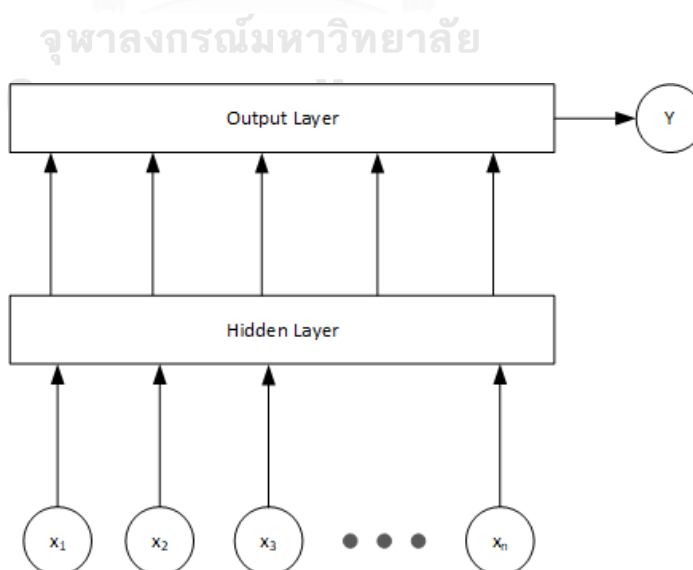 จุฬาลงกรณ์มหาวิทยาลัย
Output Layer
Y
Hidden Layer
x1 x2 x3 xn